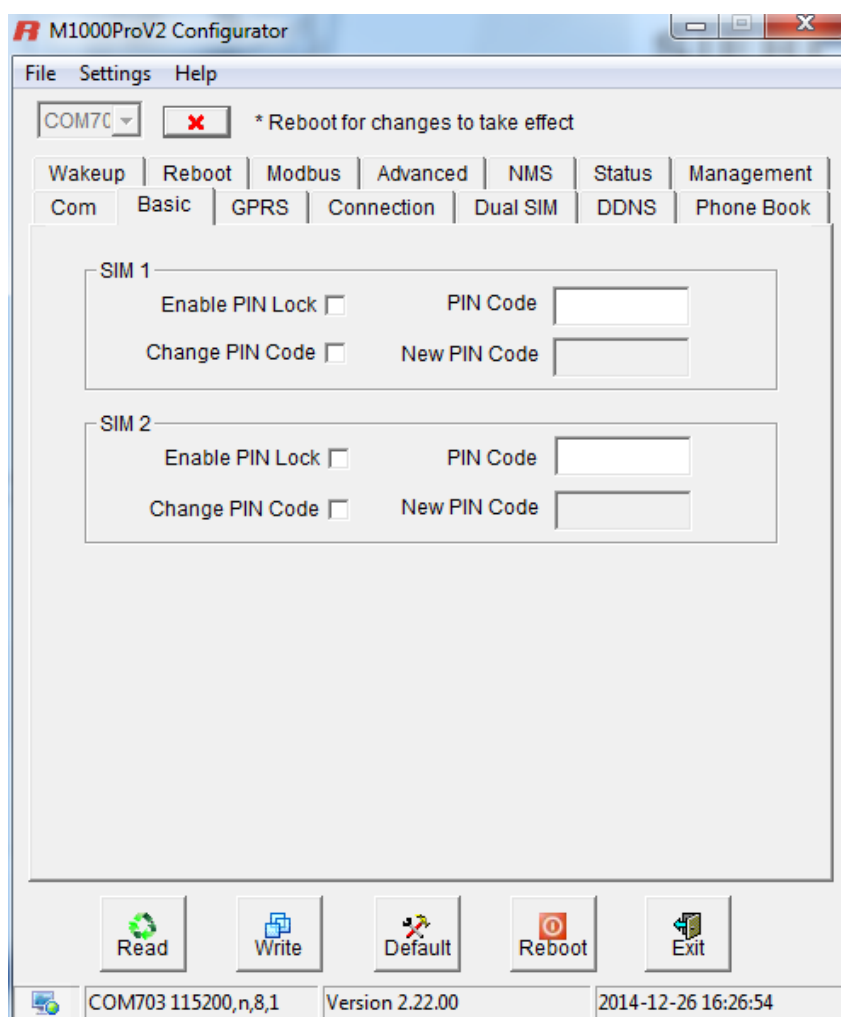 M1000ProV2 Configurator
File Settings Help
COM70 * Reboot for changes to take effect
Wakeup Reboot Modbus Advanced NMS Status Management
Com Basic GPRS Connection Dual SIM DDNS Phone Book
SIM 1
Enable PIN Lock PIN Code
Change PIN Code New PIN Code
SIM 2
Enable PIN Lock PIN Code
Change PIN Code New PIN Code
Read Write Default Reboot Exit
COM703 115200,n,8,1 Version 2.22.00 2014-12-26 16:26:54